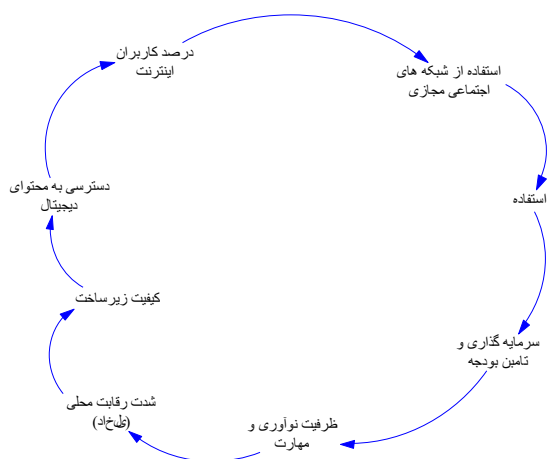 درصد کاربران
اینترنت
استفاده از شبکه های
اجتماعی مجازی
استفاده
سرمایه گذاری و
تامبن بودجه
ظرفیت نوآوری و
مهارت
شدت رقابت محلی
کیفیت زیرساخت
دسترسی به محتوای
دیجیتال